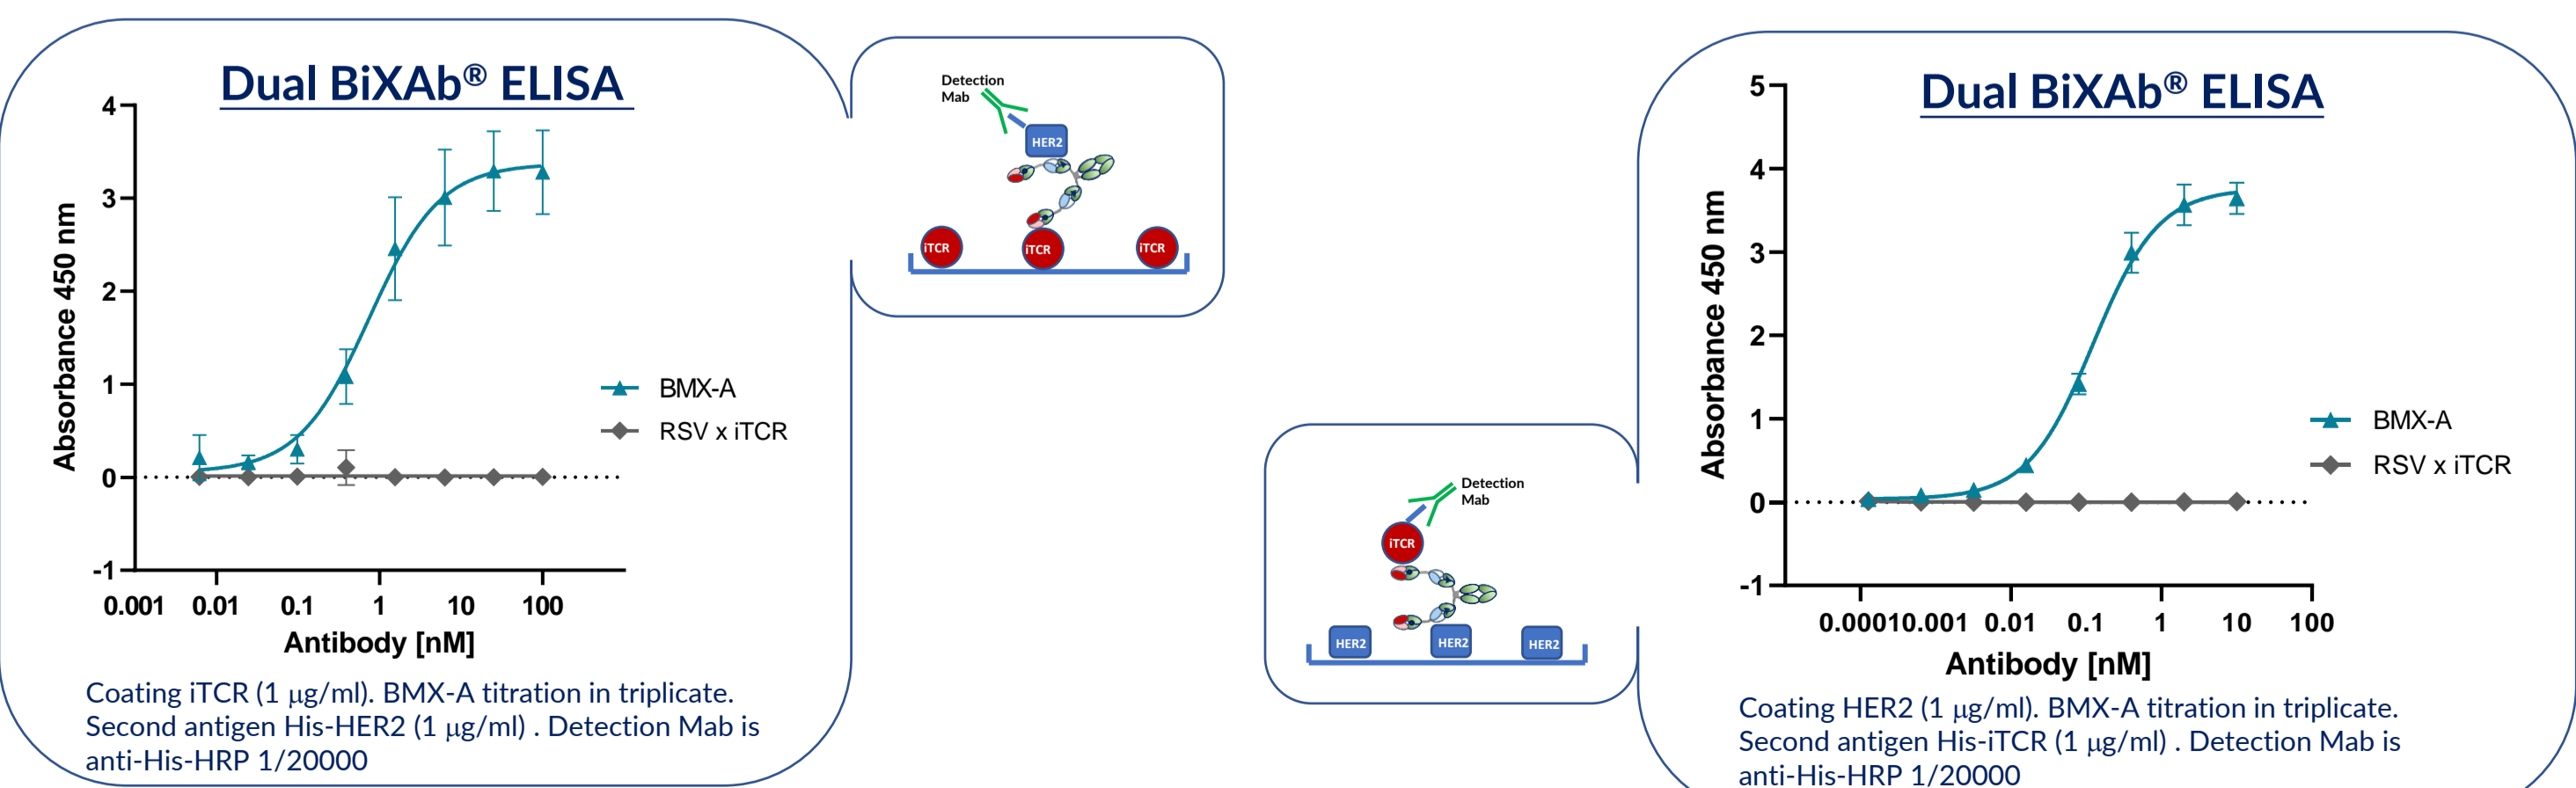 Dual BiXAb® ELISA
4
3
2
1
0
-1
Absorbance 450 nm
0.001 0.01 0.1 1 10 100
Antibody [nM]
BMX-A
RSV x iTCR
Coating iTCR (1 µg/ml). BMX-A titration in triplicate.
Second antigen His-HER2 (1 µg/ml) . Detection Mab is
anti-His-HRP 1/20000
Detection
Mab
HER2
iTCR iTCR iTCR
Detection
Mab
iTCR
HER2 HER2 HER2
Dual BiXAb® ELISA
5
4
3
2
1
0
-1
Absorbance 450 nm
0.0001 0.001 0.01 0.1 1 10 100
Antibody [nM]
BMX-A
RSV x iTCR
Coating HER2 (1 µg/ml). BMX-A titration in triplicate.
Second antigen His-iTCR (1 µg/ml) . Detection Mab is
anti-His-HRP 1/20000